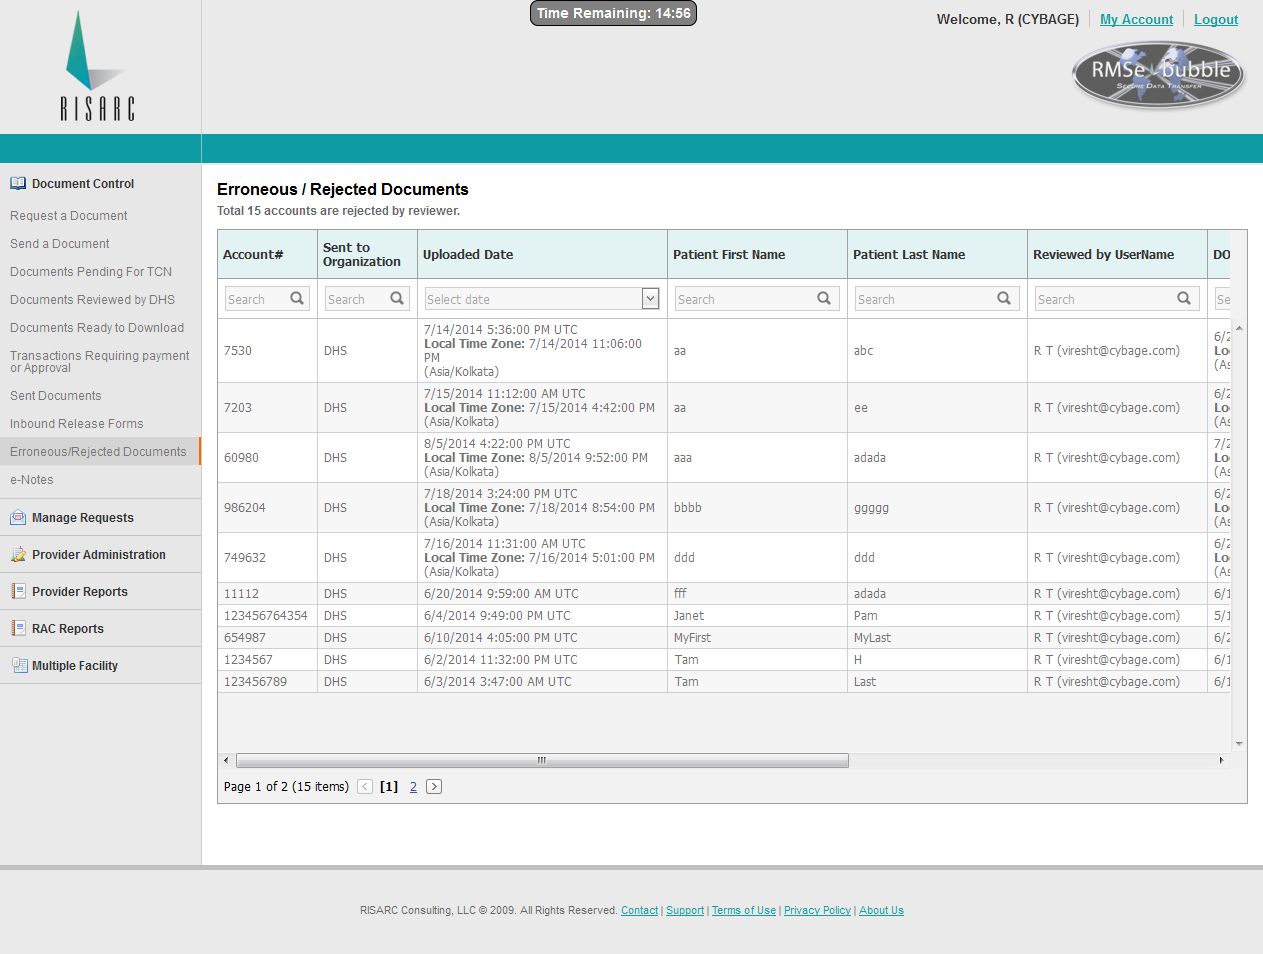 Time Remaining: 14:56
Welcome, R (CYBAGE) My Account Logout
RISARC
RMSe bubble
SECURE DATA TRANSFER
Document Control
Request a Document
Send a Document
Documents Pending For TCN
Documents Reviewed by DHS
Documents Ready to Download
Transactions Requiring payment
or Approval
Sent Documents
Inbound Release Forms
Erroneous/Rejected Documents
e-Notes
Manage Requests
Provider Administration
Provider Reports
RAC Reports
Multiple Facility
Erroneous / Rejected Documents
Total 15 accounts are rejected by reviewer.
Account# Sent to Organization Uploaded Date Patient First Name Patient Last Name Reviewed by UserName DO
Search Search Select date Search Search Search Se
7/14/2014 5:36:00 PM UTC 6/2
Local Time Zone: 7/14/2014 11:06:00 Lo
7530 DHS PM aa abc R T (viresht@cybage.com) (As
(Asia/Kolkata)
7/15/2014 11:12:00 AM UTC 6/2
7203 DHS Local Time Zone: 7/15/2014 4:42:00 PM aa ee R T (viresht@cybage.com) Lo
(Asia/Kolkata) (As
8/5/2014 4:22:00 PM UTC 7/2
60980 DHS Local Time Zone: 8/5/2014 9:52:00 PM aaa adada R T (viresht@cybage.com) Lo
(Asia/Kolkata) (As
7/18/2014 3:24:00 PM UTC 6/2
986204 DHS Local Time Zone: 7/18/2014 8:54:00 PM bbbb ggggg R T (viresht@cybage.com) Lo
(Asia/Kolkata) (As
7/16/2014 11:31:00 AM UTC 6/2
749632 DHS Local Time Zone: 7/16/2014 5:01:00 PM ddd ddd R T (viresht@cybage.com) Lo
(Asia/Kolkata) (As
11112 DHS 6/20/2014 9:59:00 AM UTC fff adada R T (viresht@cybage.com) 6/1
123456764354 DHS 6/4/2014 9:49:00 PM UTC Janet Pam R T (viresht@cybage.com) 5/1
654987 DHS 6/10/2014 4:05:00 PM UTC MyFirst MyLast R T (viresht@cybage.com) 6/2
1234567 DHS 6/2/2014 11:32:00 PM UTC Tam H R T (viresht@cybage.com) 6/1
123456789 DHS 6/3/2014 3:47:00 AM UTC Tam Last R T (viresht@cybage.com) 6/1
Page 1 of 2 (15 items) < [1] 2 >
RISARC Consulting, LLC © 2009. All Rights Reserved. Contact | Support | Terms of Use | Privacy Policy | About Us